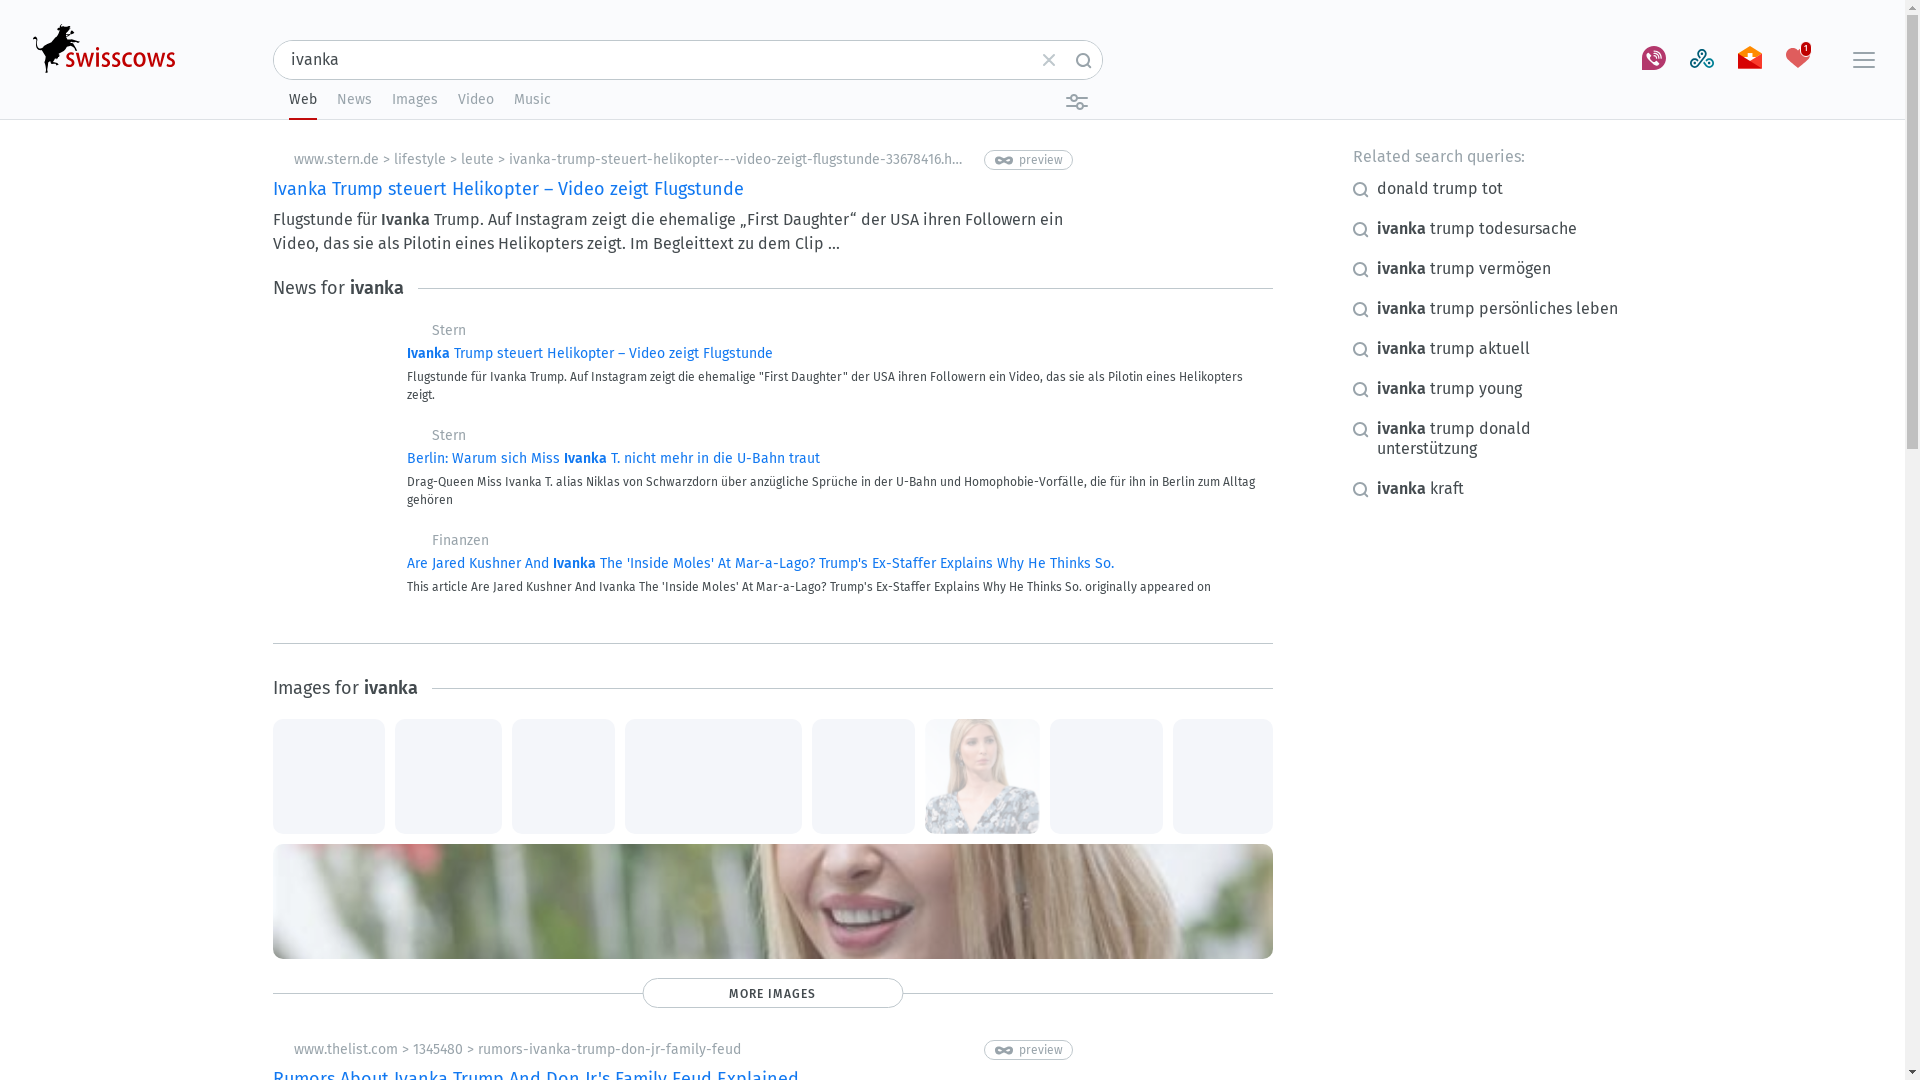 swisscows
ivanka
1
Web News Images Video Music
www.stern.de > lifestyle > leute > ivanka-trump-steuert-helikopter---video-zeigt-flugstunde-33678416.h...
preview
Ivanka Trump steuert Helikopter – Video zeigt Flugstunde
Flugstunde für Ivanka Trump. Auf Instagram zeigt die ehemalige „First Daughter“ der USA ihren Followern ein
Video, das sie als Pilotin eines Helikopters zeigt. Im Begleittext zu dem Clip ...
News for ivanka
Stern
Ivanka Trump steuert Helikopter – Video zeigt Flugstunde
Flugstunde für Ivanka Trump. Auf Instagram zeigt die ehemalige "First Daughter" der USA ihren Followern ein Video, das sie als Pilotin eines Helikopters
zeigt.
Stern
Berlin: Warum sich Miss Ivanka T. nicht mehr in die U-Bahn traut
Drag-Queen Miss Ivanka T. alias Niklas von Schwarzdorn über anzügliche Sprüche in der U-Bahn und Homophobie-Vorfälle, die für ihn in Berlin zum Alltag
gehören
Finanzen
Are Jared Kushner And Ivanka The 'Inside Moles' At Mar-a-Lago? Trump's Ex-Staffer Explains Why He Thinks So.
This article Are Jared Kushner And Ivanka The 'Inside Moles' At Mar-a-Lago? Trump's Ex-Staffer Explains Why He Thinks So. originally appeared on
Images for ivanka
MORE IMAGES
www.thelist.com > 1345480 > rumors-ivanka-trump-don-jr-family-feud
preview
Rumors About Ivanka Trump And Don Jr's Family Feud Explained
Related search queries:
donald trump tot
ivanka trump todesursache
ivanka trump vermögen
ivanka trump persönliches leben
ivanka trump aktuell
ivanka trump young
ivanka trump donald
unterstützung
ivanka kraft